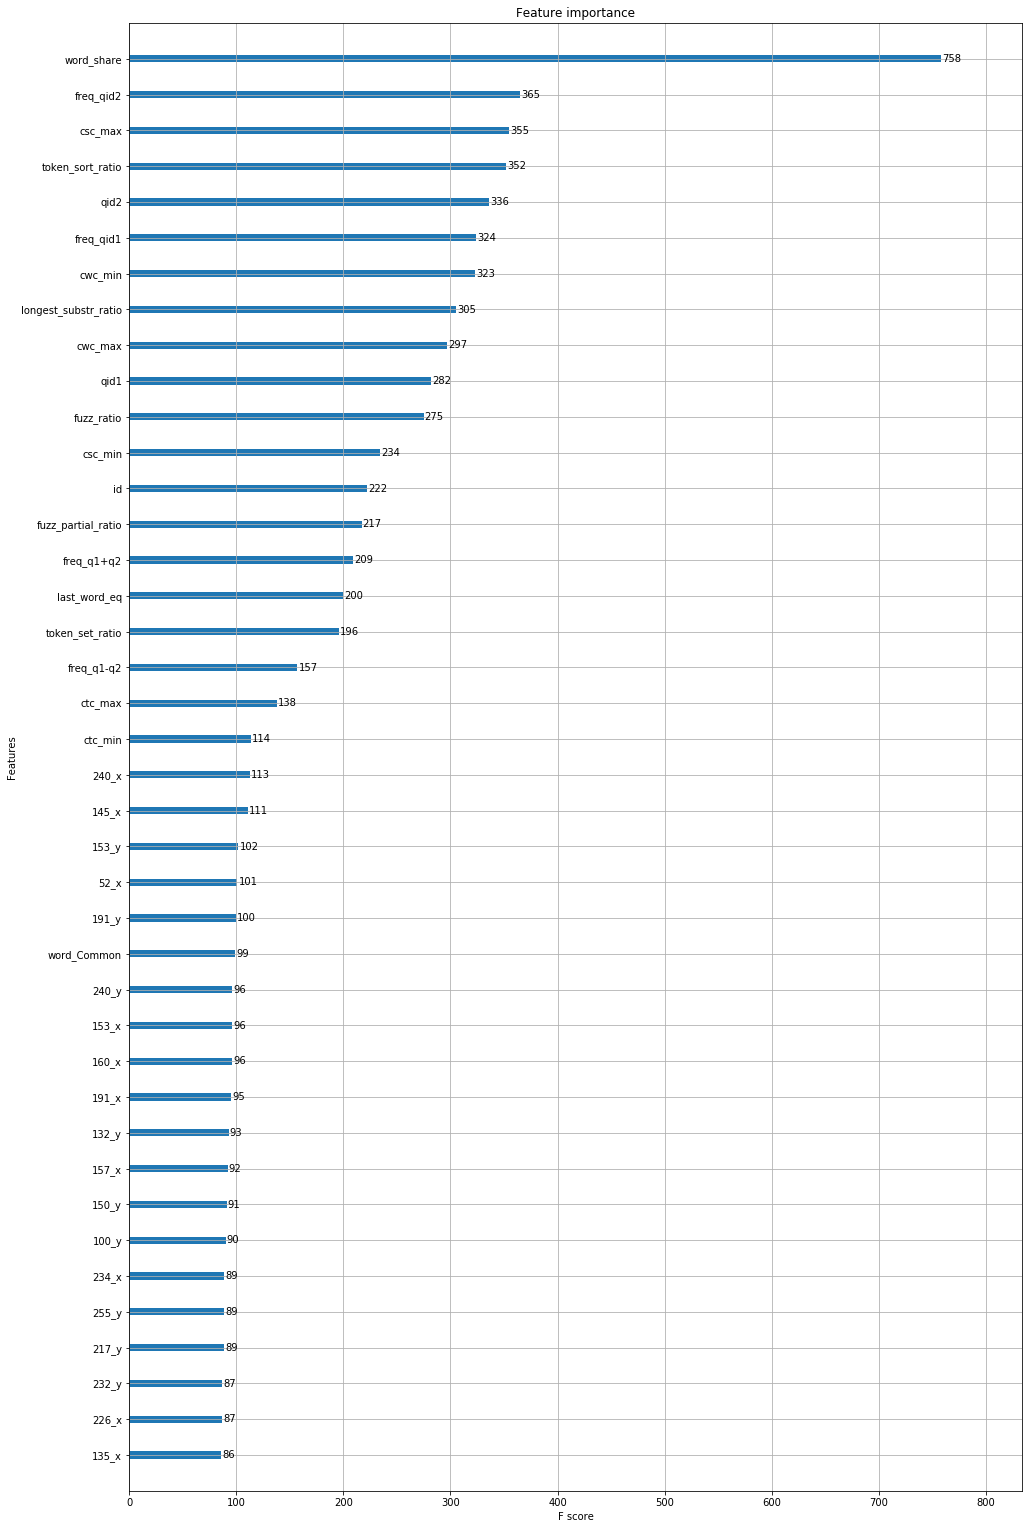 Feature importance
word_share 758
freq_qid2 365
csc_max 355
token_sort_ratio 352
qid2 336
freq_qid1 324
cwc_min 323
longest_substr_ratio 305
cwc_max 297
qid1 282
fuzz_ratio 275
csc_min 234
id 222
fuzz_partial_ratio 217
freq_q1+q2 209
last_word_eq 200
token_set_ratio 196
freq_q1-q2 157
ctc_max 138
ctc_min 114
240_x 113
145_x 111
153_y 102
52_x 101
191_y 100
word_Common 99
240_y 96
153_x 96
160_x 96
191_x 95
132_y 93
157_x 92
150_y 91
100_y 90
234_x 89
255_y 89
217_y 89
232_y 87
226_x 87
135_x 86
Features
0 100 200 300 400 500 600 700 800
F score